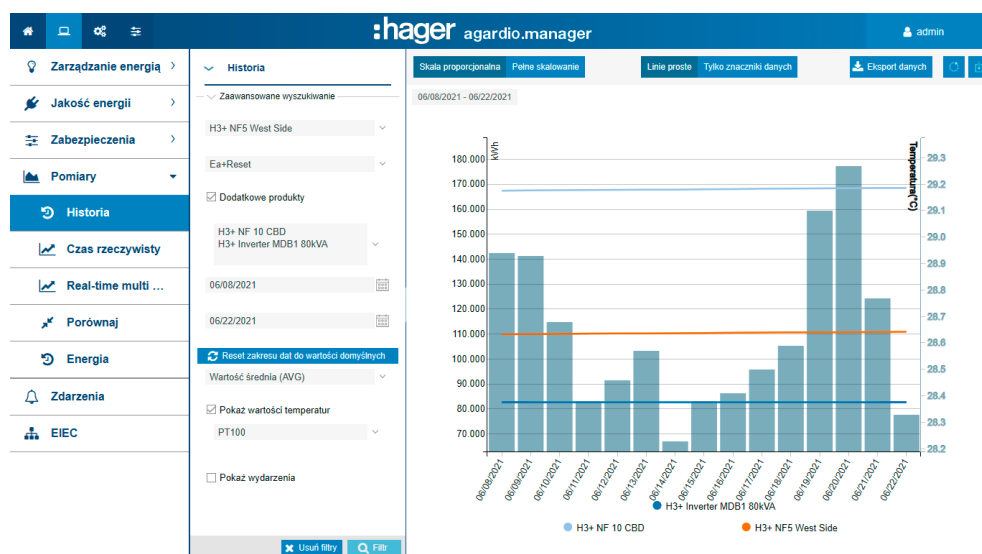 :hager agardio.manager
admin
Zarządzanie energią
Jakość energii
Zabezpieczenia
Pomiary
Historia
Czas rzeczywisty
Real-time multi ...
Porównaj
Energia
Zdarzenia
EIEC
Historia
Zaawansowane wyszukiwanie
H3+ NF5 West Side
Ea+Reset
Dodatkowe produkty
H3+ NF 10 CBD
H3+ Inverter MDB1 80kVA
06/08/2021
06/22/2021
Reset zakresu dat do wartości domyślnych
Wartość średnia (AVG)
Pokaż wartości temperatur
PT100
Pokaż wydarzenia
Usuń filtry
Filtr
Skala proporcjonalna Pełne skalowanie
Linie proste Tylko znaczniki danych
Eksport danych
06/08/2021 - 06/22/2021
kWh
180.000
170.000
160.000
150.000
140.000
130.000
120.000
110.000
100.000
90.000
80.000
70.000
Temperatura(°C)
29.3
29.2
29.1
29.0
28.9
28.8
28.7
28.6
28.5
28.4
28.3
28.2
06/08/2021
06/09/2021
06/10/2021
06/11/2021
06/12/2021
06/13/2021
06/14/2021
06/15/2021
06/16/2021
06/17/2021
06/18/2021
06/19/2021
06/20/2021
06/21/2021
06/22/2021
H3+ Inverter MDB1 80kVA
H3+ NF 10 CBD
H3+ NF5 West Side